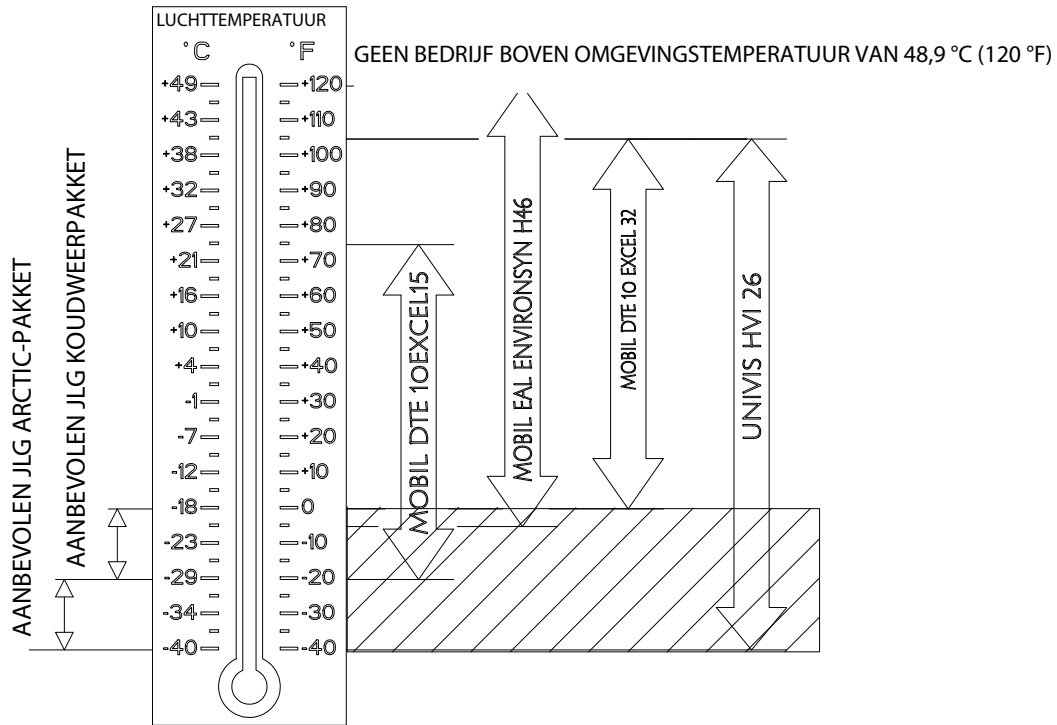 LUCHTTEMPERATUUR
°C °F
GEEN BEDRIJF BOVEN OMGEVINGSTEMPERATUUR VAN 48,9 °C (120 °F)
+49 +120
+43 +110
+38 +100
+32 +90
+27 +80
+21 +70
+16 +60
+10 +50
+4 +40
-1 +30
-7 +20
-12 +10
-18 0
-23 -10
-29 -20
-34 -30
-40 -40
AANBEVOLEN JLG ARCTIC-PAKKET
AANBEVOLEN JLG KOUDWEERPAKKET
MOBIL DTE 10EXCEL15
MOBIL EAL ENVIRONSYN H46
MOBIL DTE 10 EXCEL 32
UNIVIS HVI 26